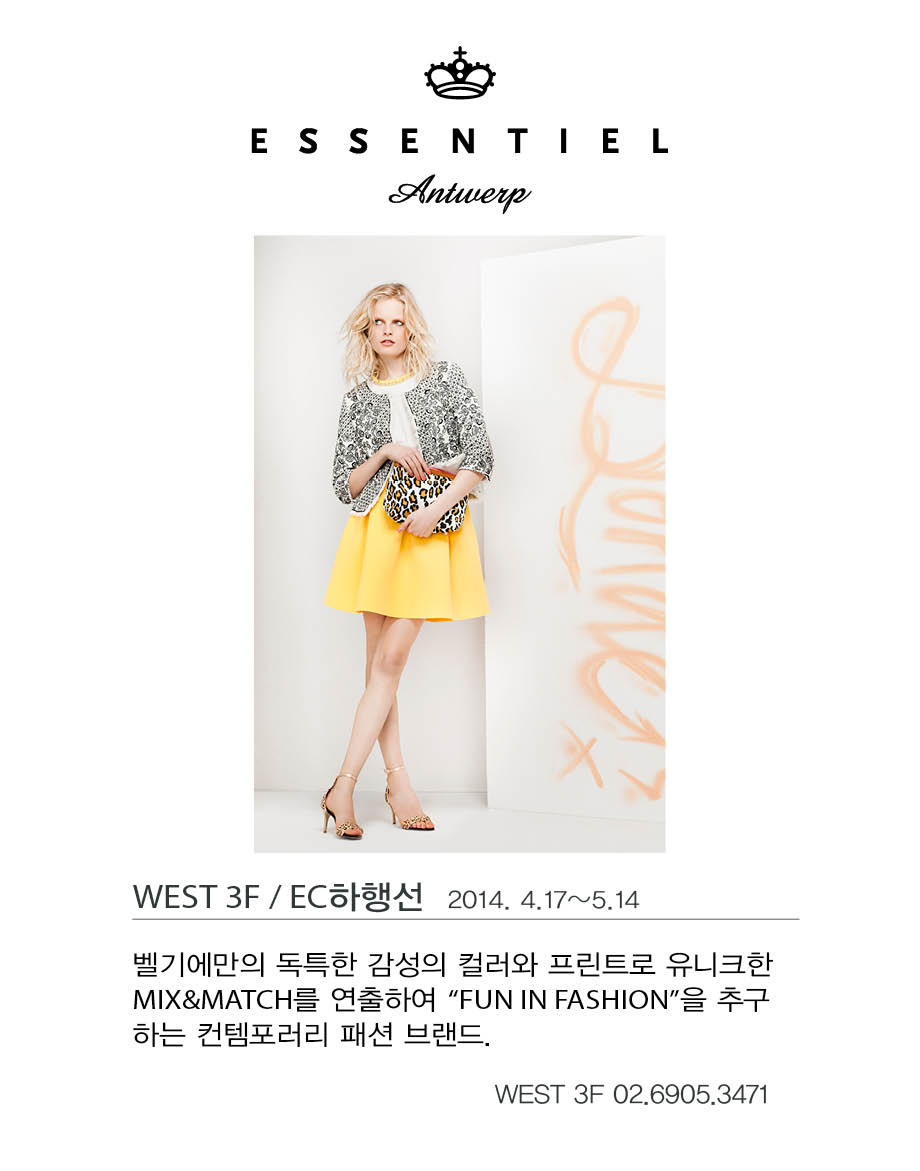 ESSENTIEL
Antwerp
WEST 3F / EC하행선 2014. 4.17~5.14
벨기에만의 독특한 감성의 컬러와 프린트로 유니크한
MIX&MATCH를 연출하여 “FUN IN FASHION”을 추구
하는 컨템포러리 패션 브랜드.
WEST 3F 02.6905.3471